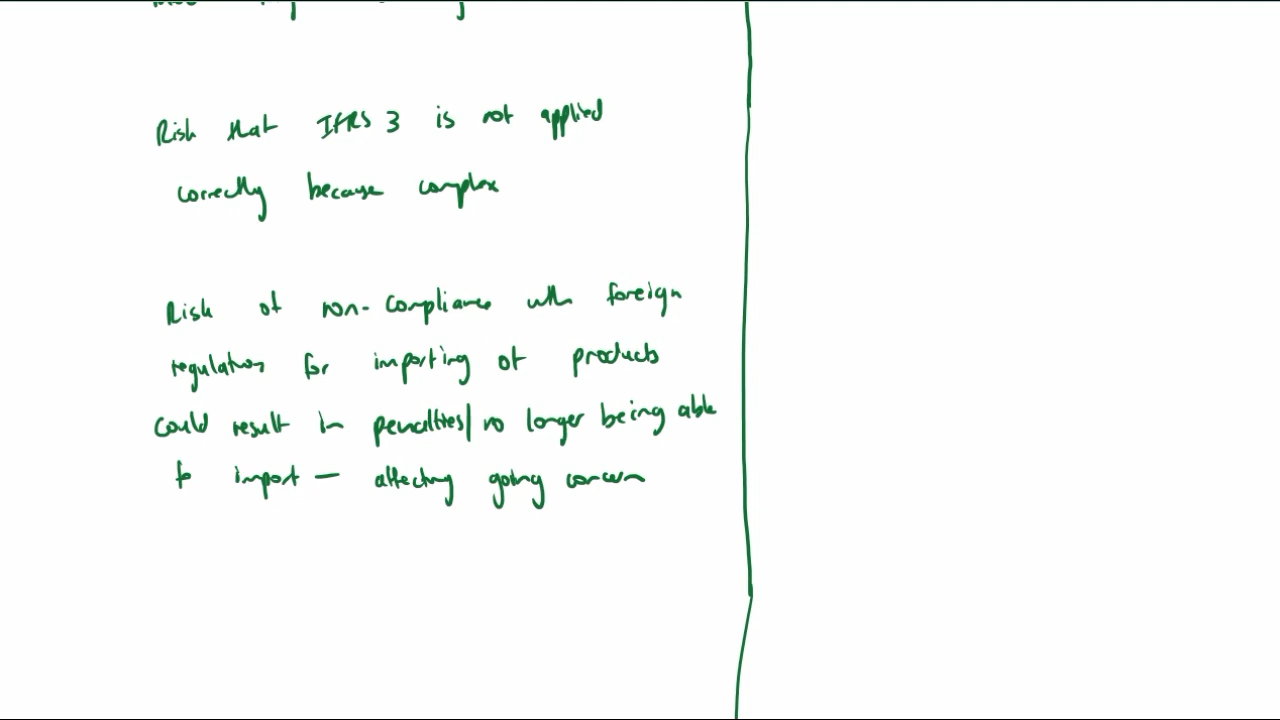 Risk that IFRS 3 is not applied
correctly because complex
Risk of non-compliance with foreign
regulations for importing of products
could result in penalties/no longer being able
to import — affecting going concern